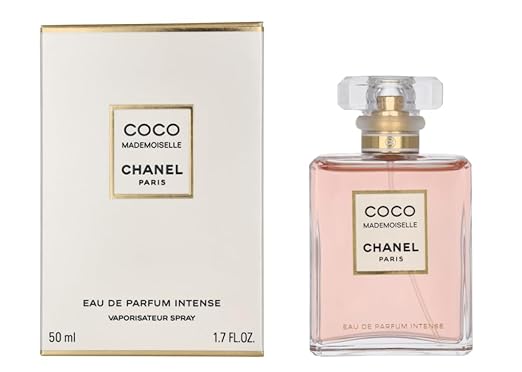 COCO
MADEMOISELLE
CHANEL
PARIS
EAU DE PARFUM INTENSE
VAPORISATEUR SPRAY
50 ml 1.7 FL.OZ.
COCO
MADEMOISELLE
CHANEL
PARIS
EAU DE PARFUM INTENSE